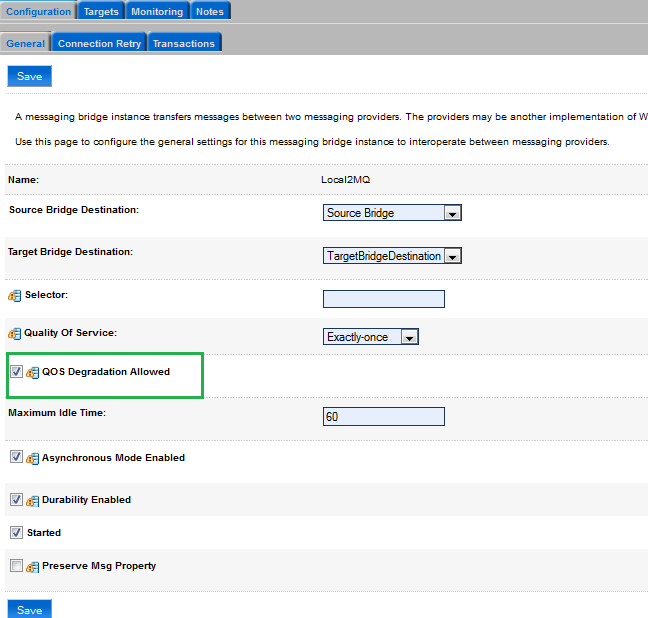 Configuration Targets Monitoring Notes
General Connection Retry Transactions
Save
A messaging bridge instance transfers messages between two messaging providers. The providers may be another implementation of W
Use this page to configure the general settings for this messaging bridge instance to interoperate between messaging providers.
Name: Local2MQ
Source Bridge Destination: Source Bridge
Target Bridge Destination: TargetBridgeDestination
Selector:
Quality Of Service: Exactly-once
QOS Degradation Allowed
Maximum Idle Time: 60
Asynchronous Mode Enabled
Durability Enabled
Started
Preserve Msg Property
Save